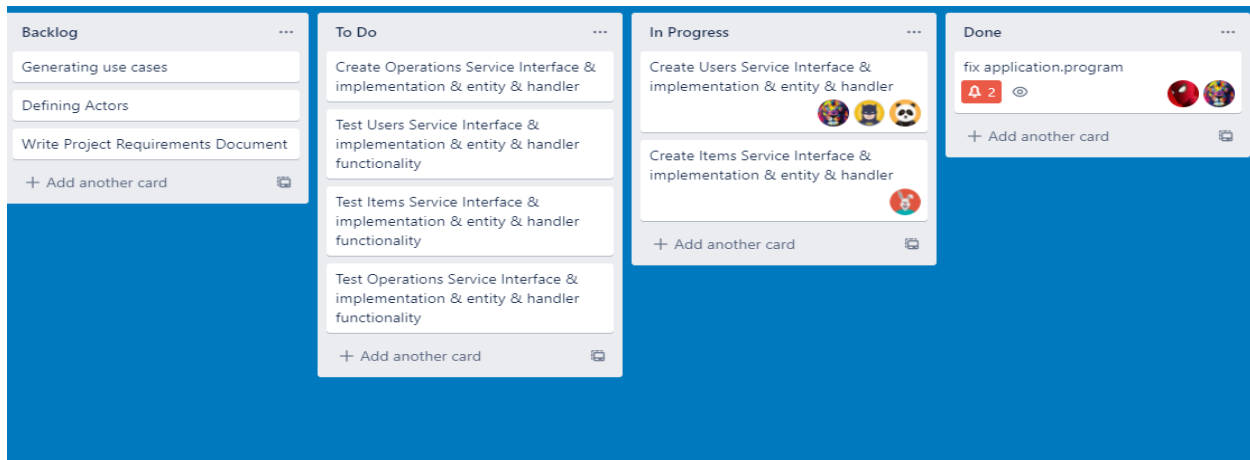 Backlog
Generating use cases
Defining Actors
Write Project Requirements Document
+ Add another card
To Do
Create Operations Service Interface &
implementation & entity & handler
Test Users Service Interface &
implementation & entity & handler
functionality
Test Items Service Interface &
implementation & entity & handler
functionality
Test Operations Service Interface &
implementation & entity & handler
functionality
+ Add another card
In Progress
Create Users Service Interface &
implementation & entity & handler
Create Items Service Interface &
implementation & entity & handler
+ Add another card
Done
fix application.program
2
+ Add another card